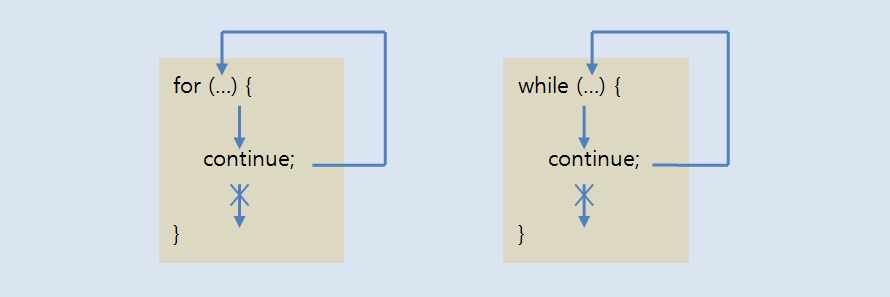 for (...) {
continue;
}
while (...) {
continue;
}